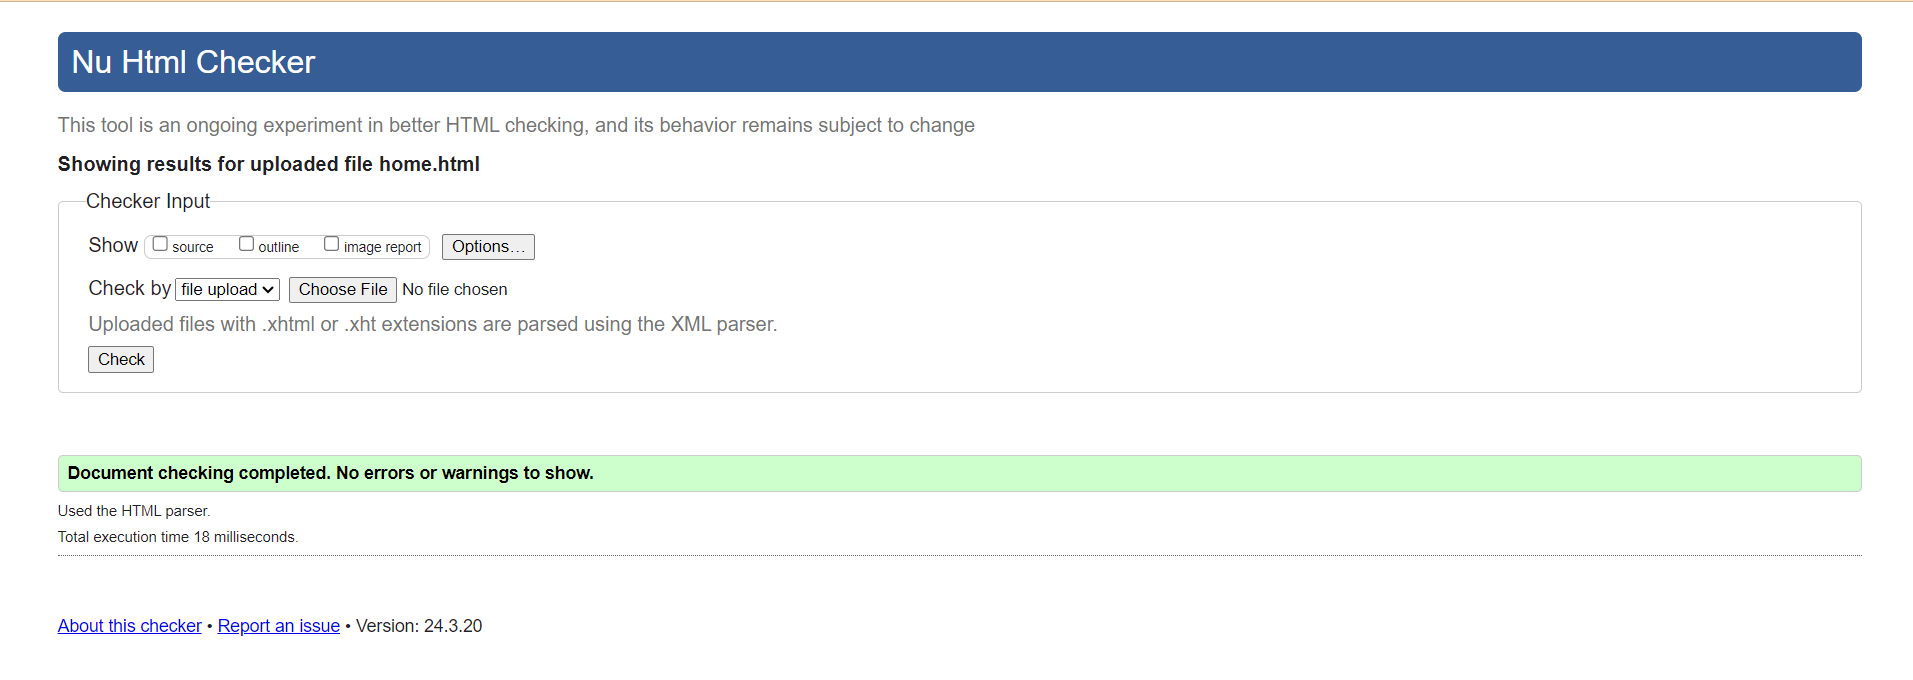 Nu Html Checker
This tool is an ongoing experiment in better HTML checking, and its behavior remains subject to change
Showing results for uploaded file home.html
Checker Input
Show source outline image report Options...
Check by file upload Choose File No file chosen
Uploaded files with .xhtml or .xht extensions are parsed using the XML parser.
Check
Document checking completed. No errors or warnings to show.
Used the HTML parser.
Total execution time 18 milliseconds.
About this checker • Report an issue • Version: 24.3.20